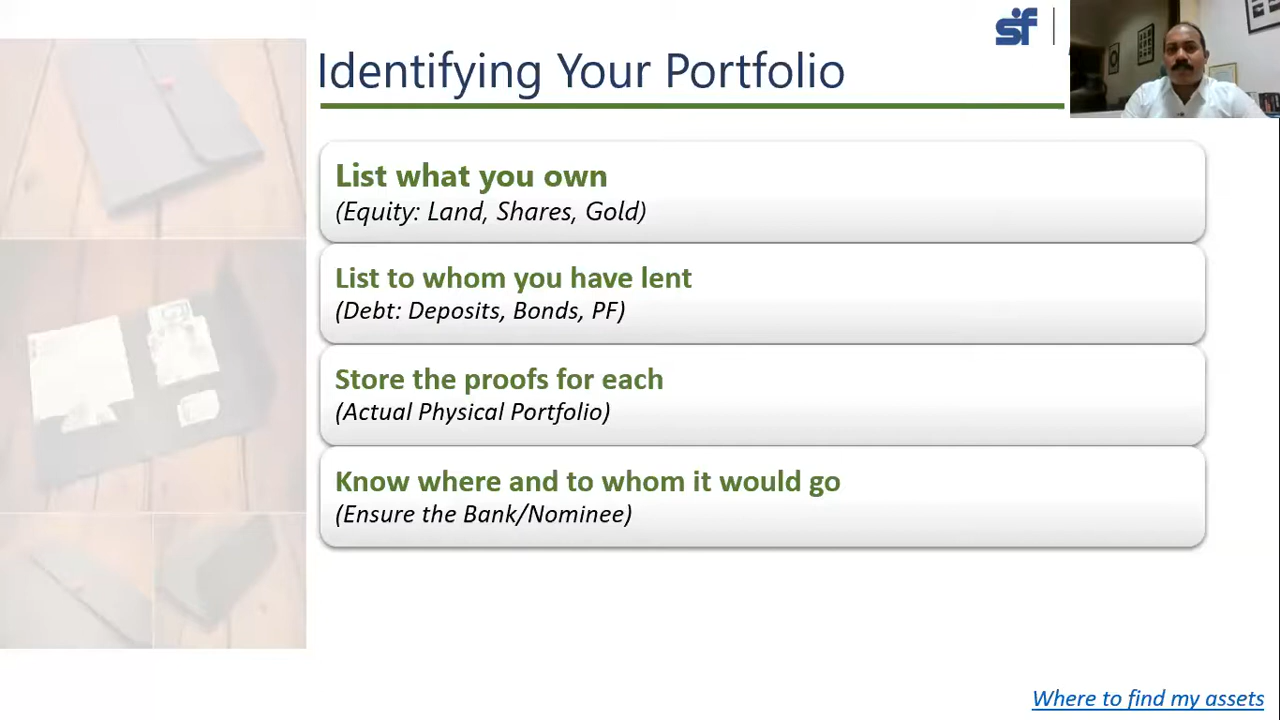 sf
Identifying Your Portfolio
List what you own
(Equity: Land, Shares, Gold)
List to whom you have lent
(Debt: Deposits, Bonds, PF)
Store the proofs for each
(Actual Physical Portfolio)
Know where and to whom it would go
(Ensure the Bank/Nominee)
Where to find my assets